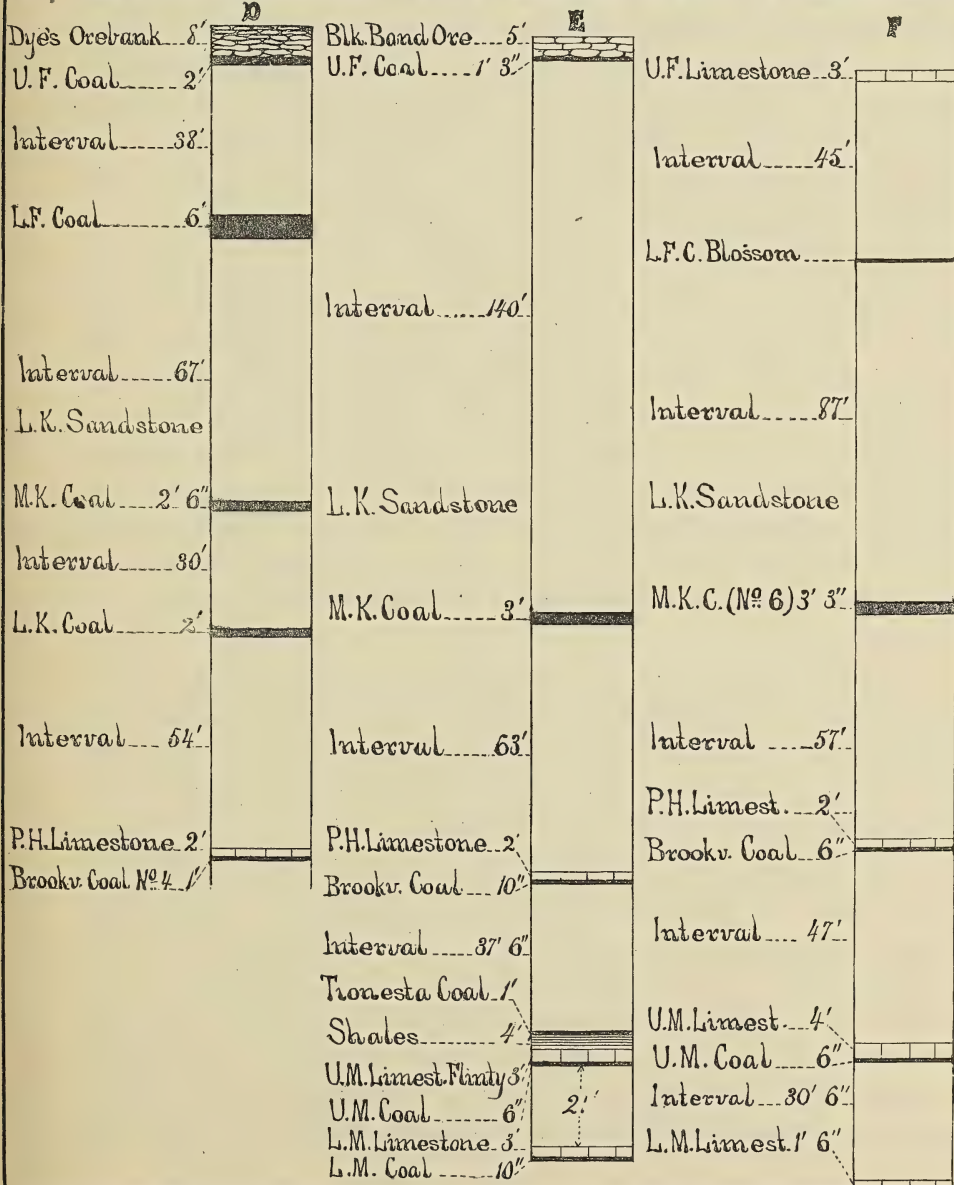 D
Dye's Orebank 8'
U. F. Coal 2'
Interval 38'
L.F. Coal 6'
Interval 67'
L.K. Sandstone
M.K. Coal 2' 6"
Interval 30'
L.K. Coal 2'
Interval 54'
P.H. Limestone 2'
Brookv. Coal Nº 4 1'
E
Blk. Band Ore 5'
U.F. Coal 1' 3"
Interval 140'
L.K. Sandstone
M.K. Coal 3'
Interval 63'
P.H. Limestone 2'
Brookv. Coal 10"
Interval 37' 6"
Tionesta Coal 1'
Shales 4'
U.M. Limest. Flinty 3'
U.M. Coal 6"
L.M. Limestone 3'
L.M. Coal 10"
F
U.F. Limestone 3'
Interval 45'
L.F.C. Blossom
Interval 87'
L.K. Sandstone
M.K.C. (Nº 6) 3' 3"
Interval 57'
P.H. Limest. 2'
Brookv. Coal 6"
Interval 47'
U.M. Limest. 4'
U.M. Coal 6"
Interval 30' 6"
L.M. Limest. 1' 6"